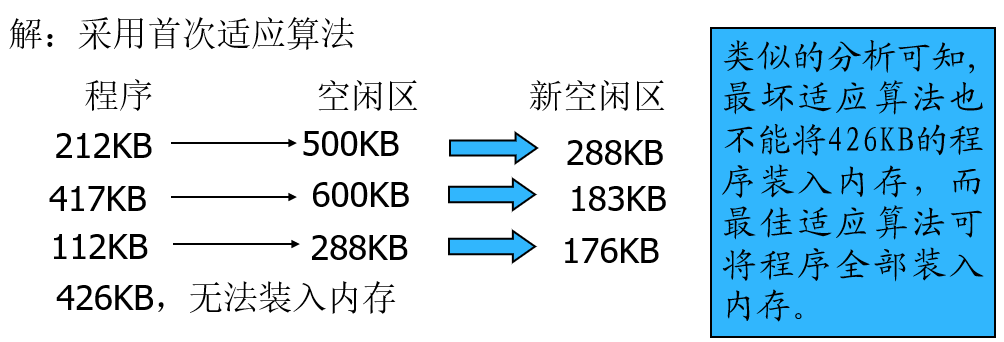 解：采用首次适应算法
程序 空闲区 新空闲区
212KB 500KB 288KB
417KB 600KB 183KB
112KB 288KB 176KB
426KB，无法装入内存
类似的分析可知,
最坏适应算法也
不能将426KB的程
序装入内存，而
最佳适应算法可
将程序全部装入
内存。